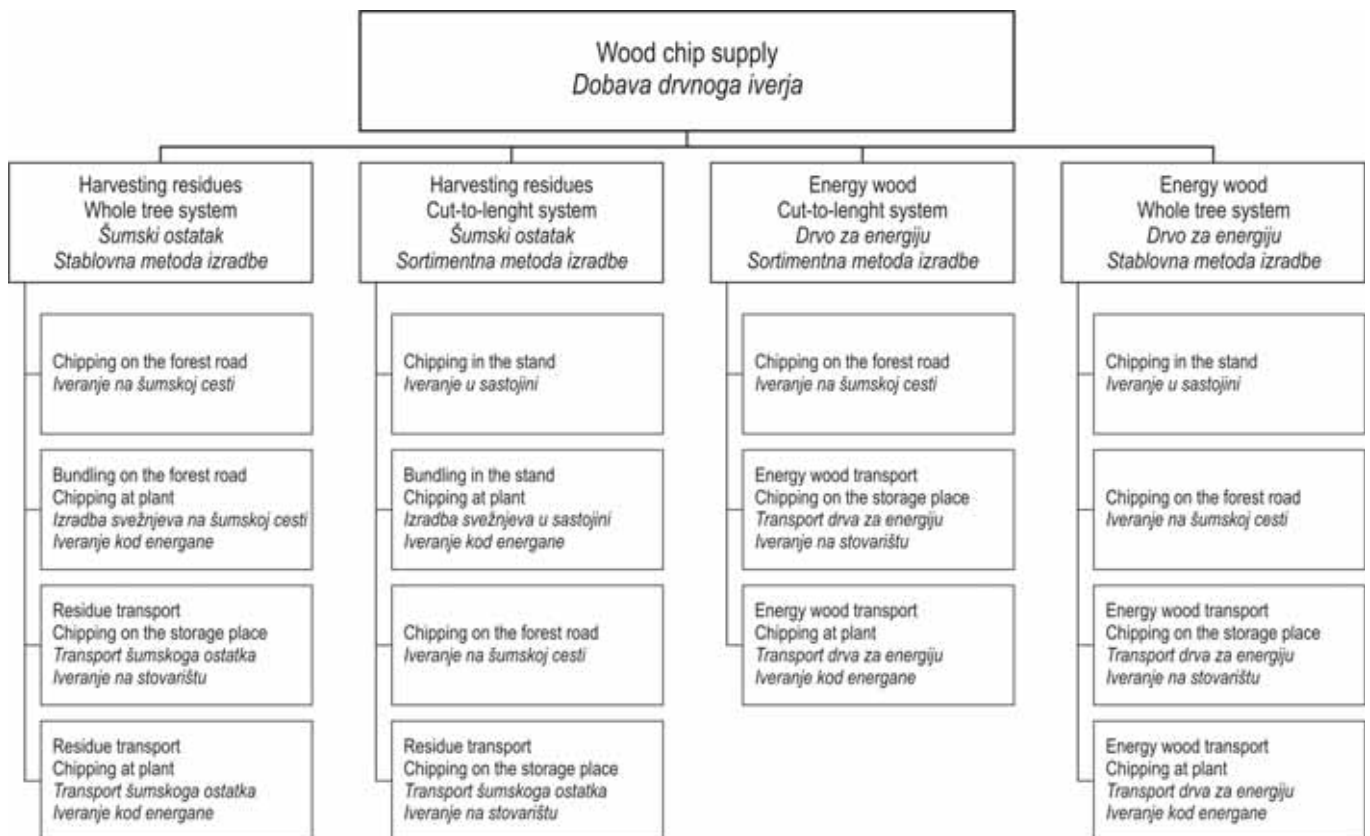 Wood chip supply
Dobava drvnoga iverja
Harvesting residues
Whole tree system
Šumski ostatak
Stablovna metoda izradbe
Harvesting residues
Cut-to-lenght system
Šumski ostatak
Sortimentna metoda izradbe
Energy wood
Cut-to-lenght system
Drvo za energiju
Sortimentna metoda izradbe
Energy wood
Whole tree system
Drvo za energiju
Stablovna metoda izradbe
Chipping on the forest road
Iveranje na šumskoj cesti
Bundling on the forest road
Chipping at plant
Izradba svežnjeva na šumskoj cesti
Iveranje kod energane
Residue transport
Chipping on the storage place
Transport šumskoga ostatka
Iveranje na stovarištu
Residue transport
Chipping at plant
Transport šumskoga ostatka
Iveranje kod energane
Chipping in the stand
Iveranje u sastojini
Bundling in the stand
Chipping at plant
Izradba svežnjeva u sastojini
Iveranje kod energane
Chipping on the forest road
Iveranje na šumskoj cesti
Residue transport
Chipping on the storage place
Transport šumskoga ostatka
Iveranje na stovarištu
Chipping on the forest road
Iveranje na šumskoj cesti
Energy wood transport
Chipping on the storage place
Transport drva za energiju
Iveranje na stovarištu
Energy wood transport
Chipping at plant
Transport drva za energiju
Iveranje kod energane
Chipping in the stand
Iveranje u sastojini
Chipping on the forest road
Iveranje na šumskoj cesti
Energy wood transport
Chipping on the storage place
Transport drva za energiju
Iveranje na stovarištu
Energy wood transport
Chipping at plant
Transport drva za energiju
Iveranje kod energane